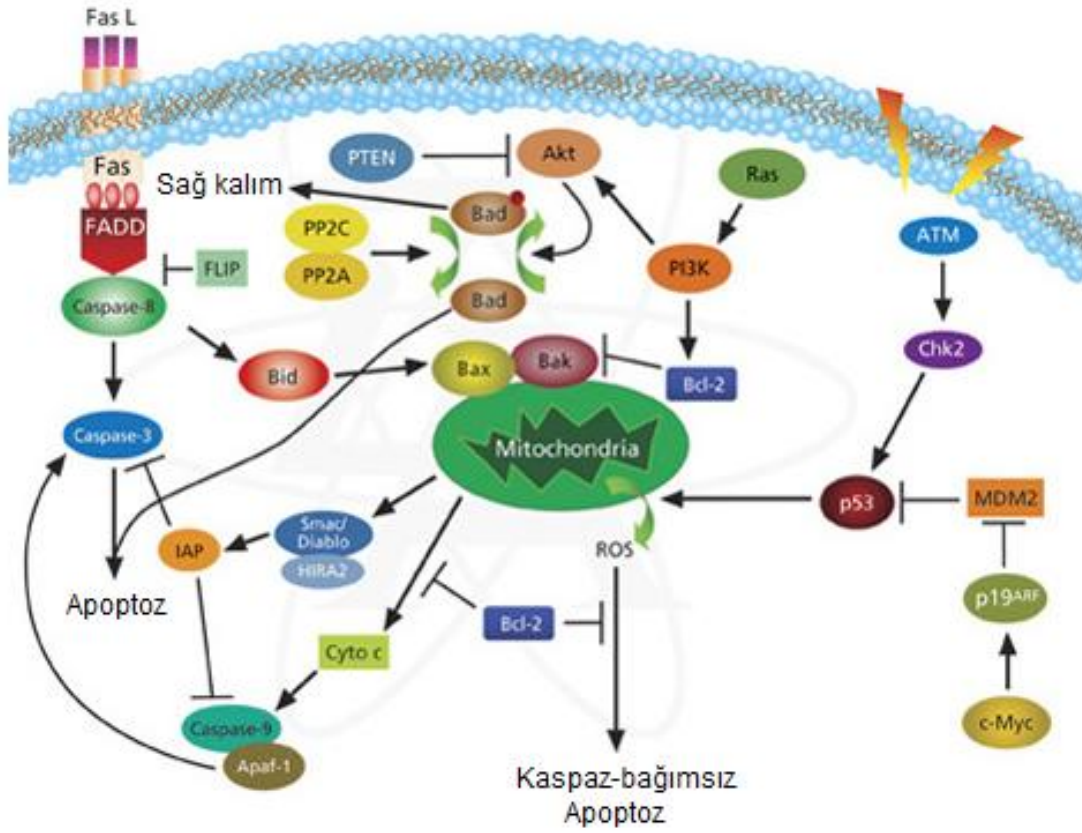 Fas L
Fas
FADD
Caspase-8
FLIP
Sağ kalım
PTEN
Akt
Ras
PP2C
PP2A
Bad
Bad
PI3K
ATM
Chk2
Bid
Bax
Bak
Bcl-2
Caspase-3
Mitochondria
p53
MDM2
IAP
Smac/
Diablo
HIRA2
ROS
p19ARF
Apoptoz
Bcl-2
Cyto c
c-Myc
Caspase-9
Apaf-1
Kaspaz-bağımsız
Apoptoz